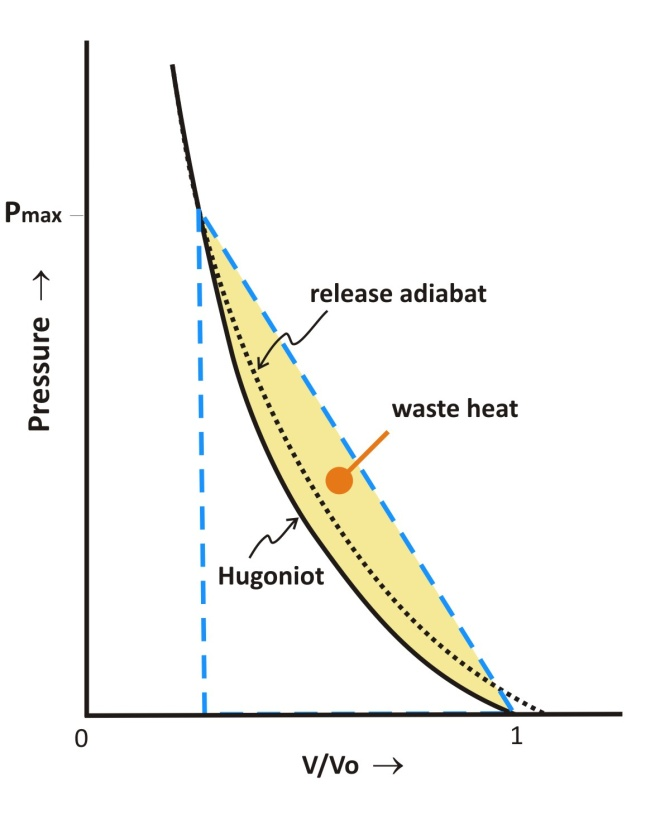 Pmax
Pressure →
release adiabat
waste heat
Hugoniot
0
1
V/Vo →